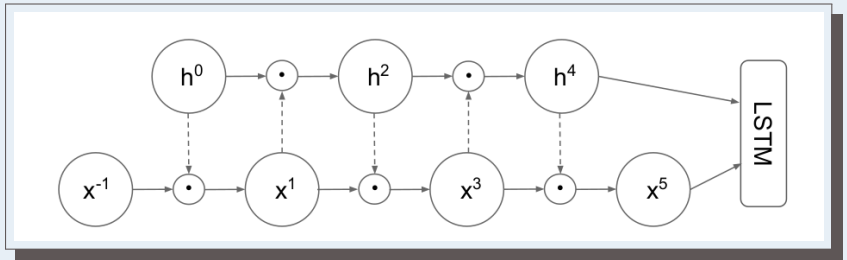 h⁰ • h² • h⁴
LSTM
x⁻¹ • x¹ • x³ • x⁵